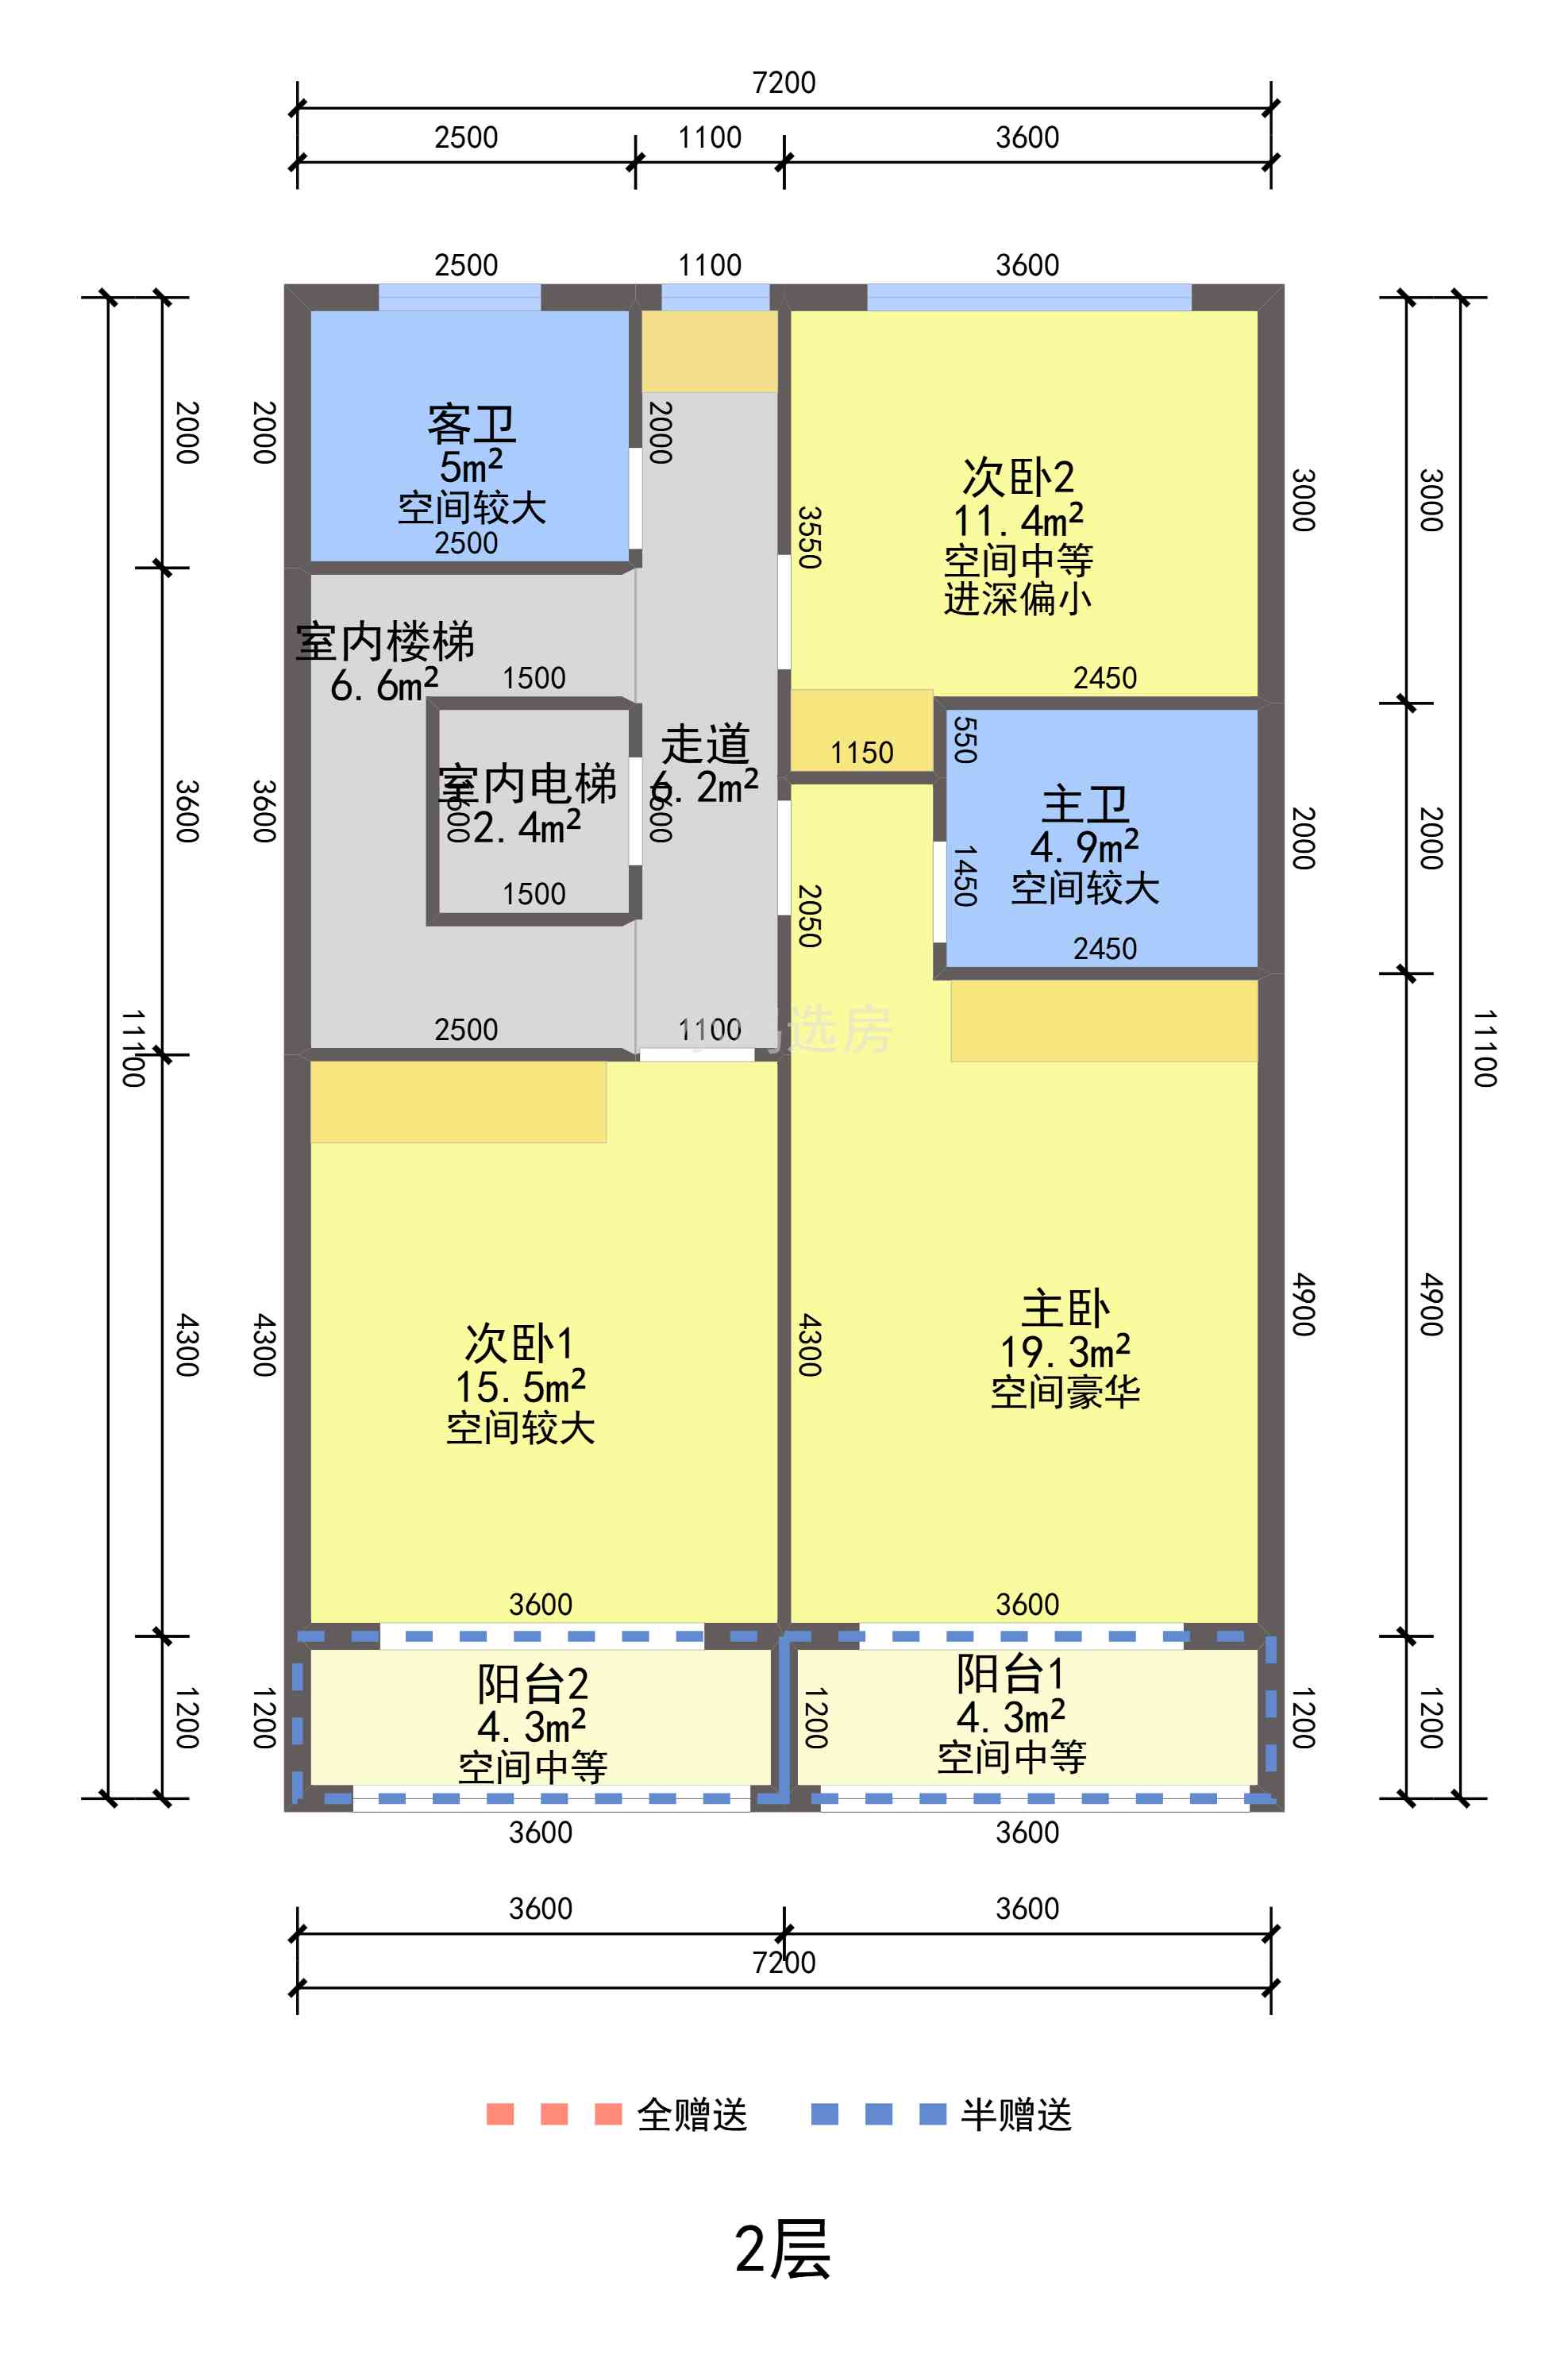 7200
2500 1100 3600
2500 1100 3600
2000
2000
2000
客卫
5m²
空间较大
2500
次卧2
11.4m²
空间中等
进深偏小
3550
3000
3000
室内楼梯
6.6m²
1500
2450
550
1150
走道
6.2m²
室内电梯
2.4m²
3600
3600
主卫
4.9m²
空间较大
2000
2000
1450
1500
2050
2450
2500
1100
选房
11100
11100
次卧1
15.5m²
空间较大
4300
4300
4300
主卧
19.3m²
空间豪华
4900
4900
3600
3600
阳台2
4.3m²
空间中等
阳台1
4.3m²
空间中等
1200
1200
1200
1200
1200
3600
3600
3600
3600
7200
全赠送
半赠送
2层